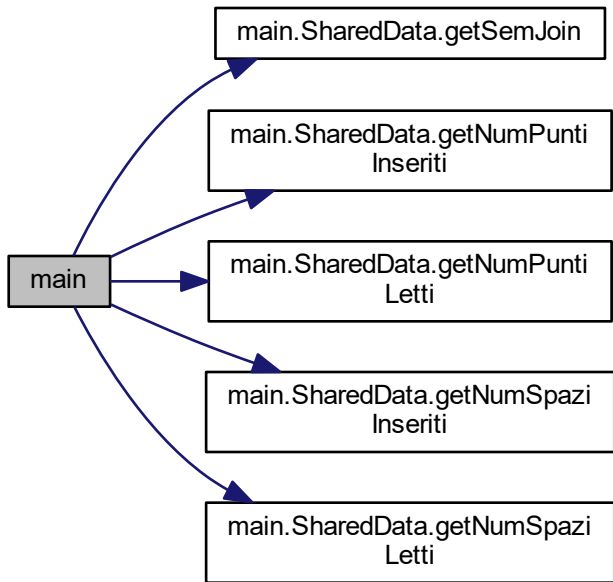 main.SharedData.getSemJoin
main.SharedData.getNumPunti
Inseriti
main
main.SharedData.getNumPunti
Letti
main.SharedData.getNumSpazi
Inseriti
main.SharedData.getNumSpazi
Letti